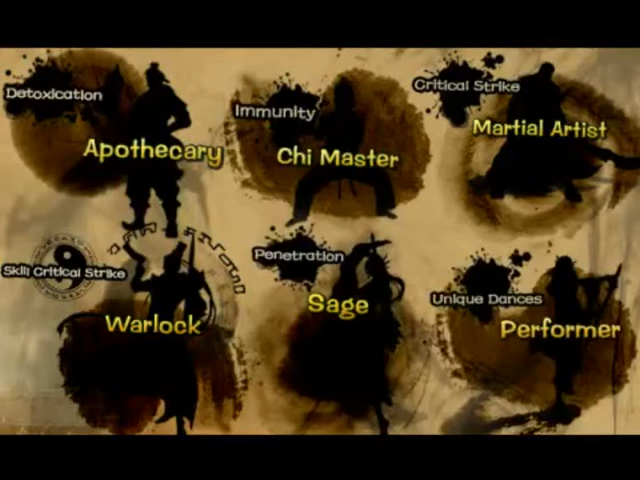 Detoxication
Apothecary
Immunity
Chi Master
Critical Strike
Martial Artist
Skill Critical Strike
Warlock
Penetration
Sage
Unique Dances
Performer